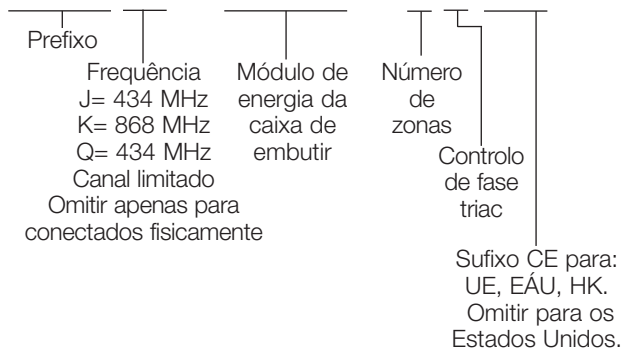 Prefixo
Frequência
J= 434 MHz
K= 868 MHz
Q= 434 MHz
Canal limitado
Omitir apenas para
conectados fisicamente
Módulo de
energia da
caixa de
embutir
Número
de
zonas
Controlo
de fase
triac
Sufixo CE para:
UE, EÁU, HK.
Omitir para os
Estados Unidos.